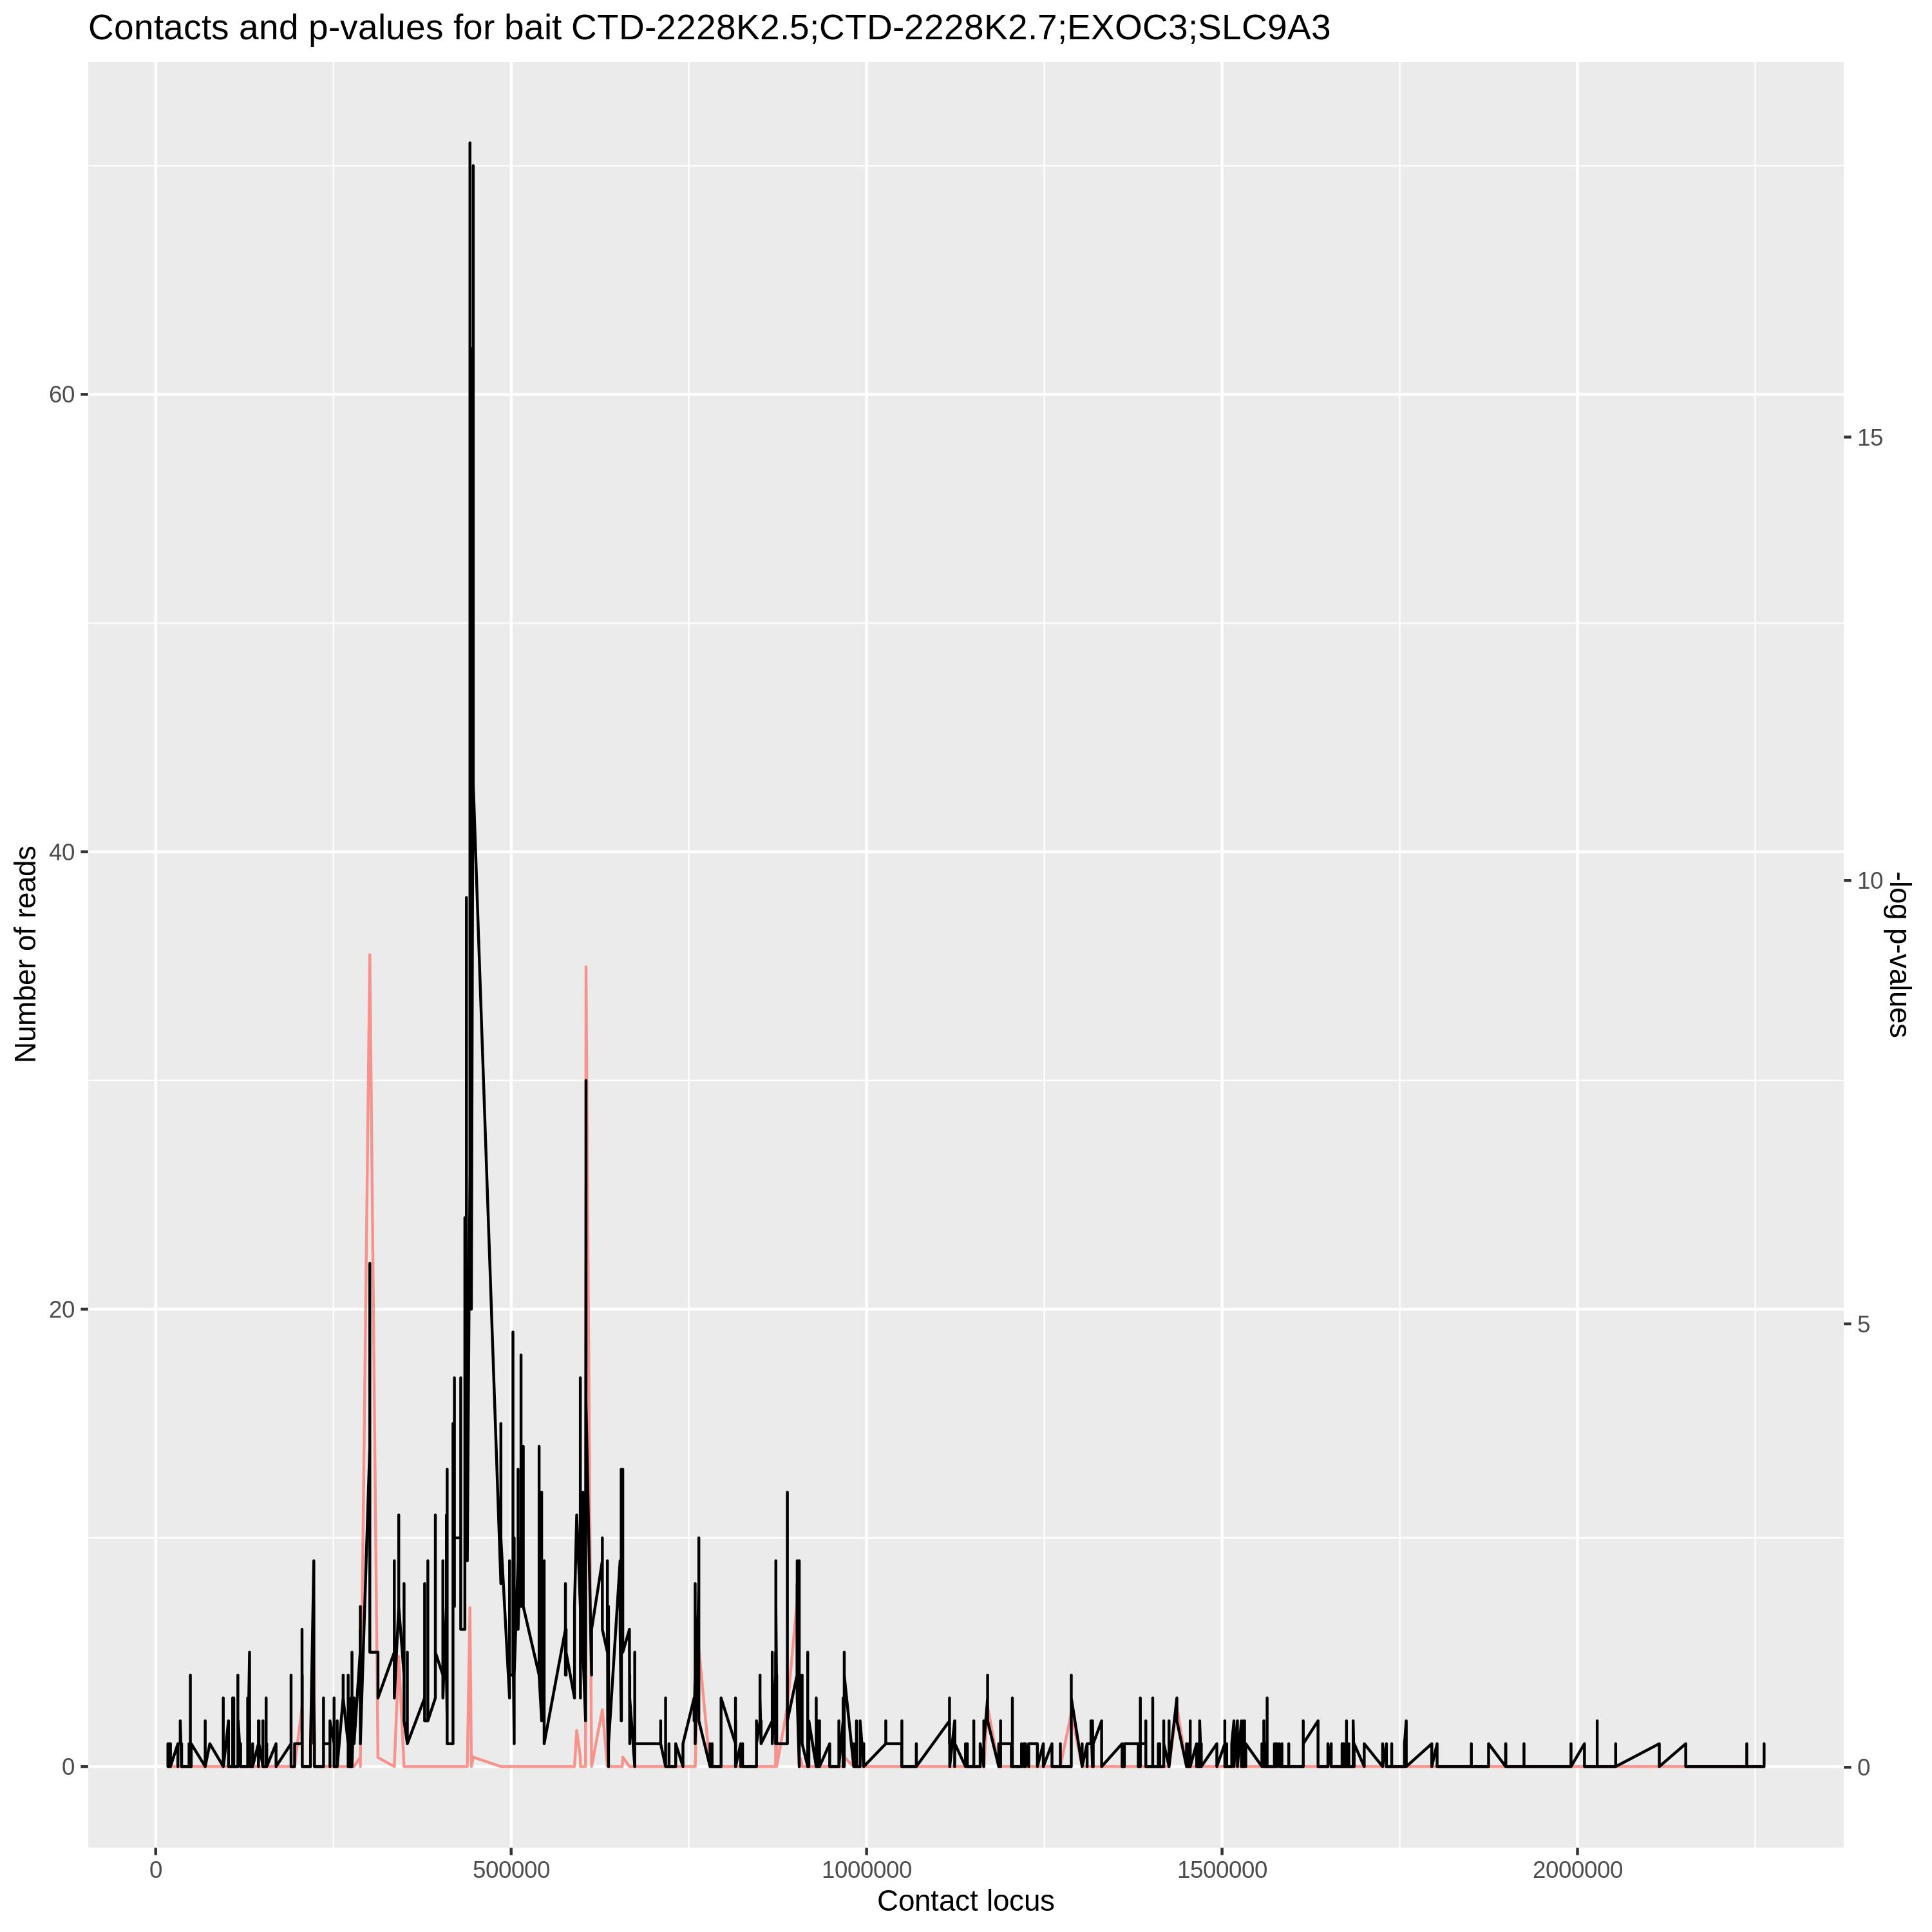 Contacts and p-values for bait CTD-2228K2.5;CTD-2228K2.7;EXOC3;SLC9A3
Number of reads
60
40
20
0
15
10
5
0
-log p-values
0 500000 1000000 1500000 2000000
Contact locus